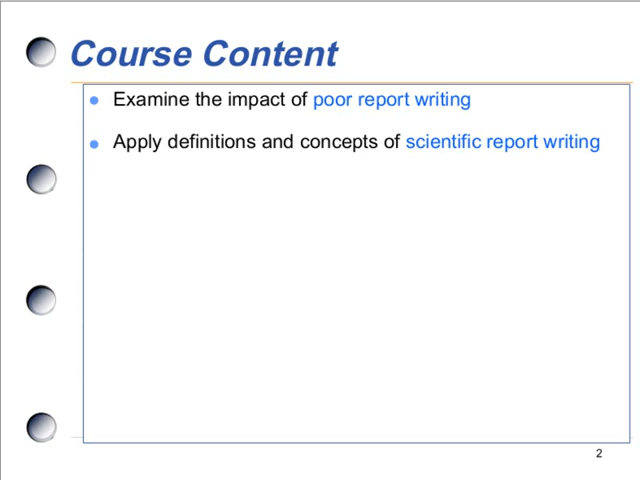 Course Content
Examine the impact of poor report writing
Apply definitions and concepts of scientific report writing
2